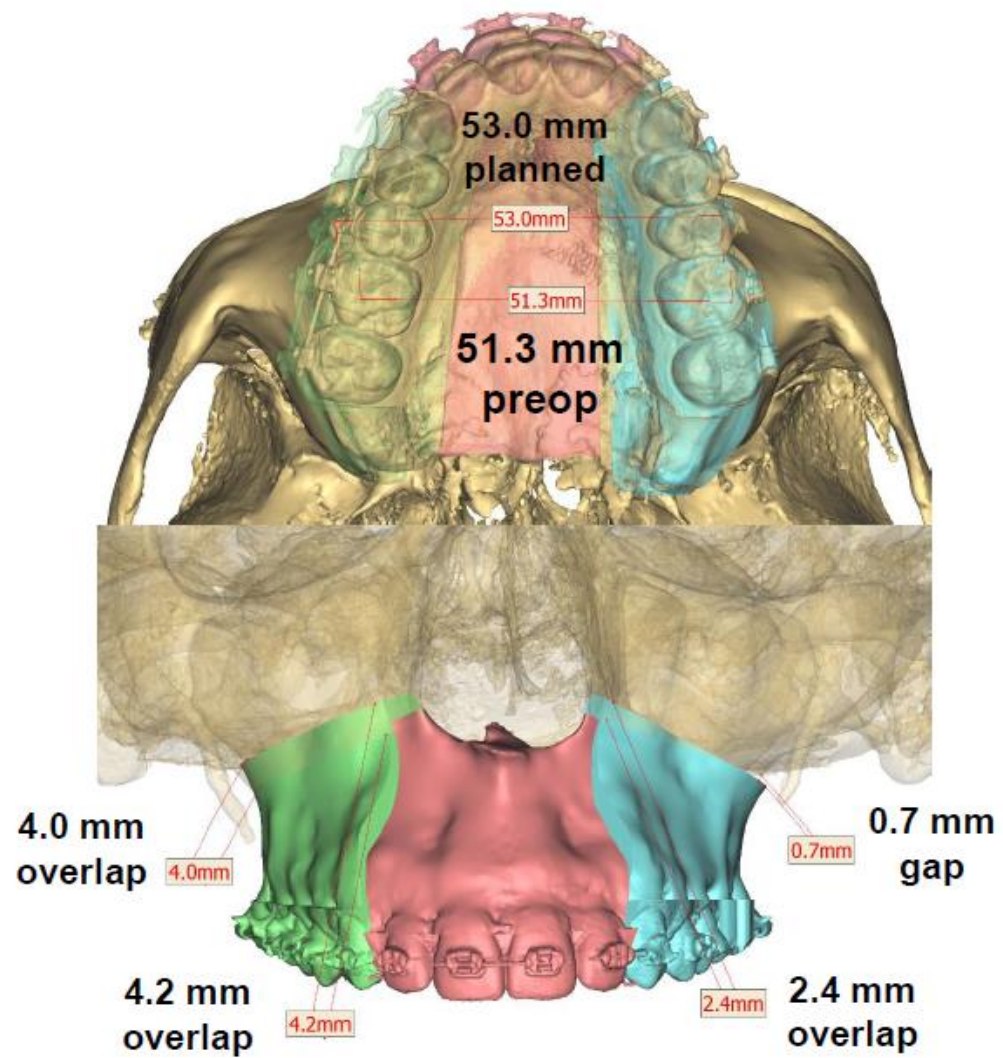 53.0 mm
planned
53.0mm
51.3mm
51.3 mm
preop
4.0 mm
overlap
4.0mm
0.7mm
0.7 mm
gap
4.2 mm
overlap
4.2mm
2.4mm
2.4 mm
overlap